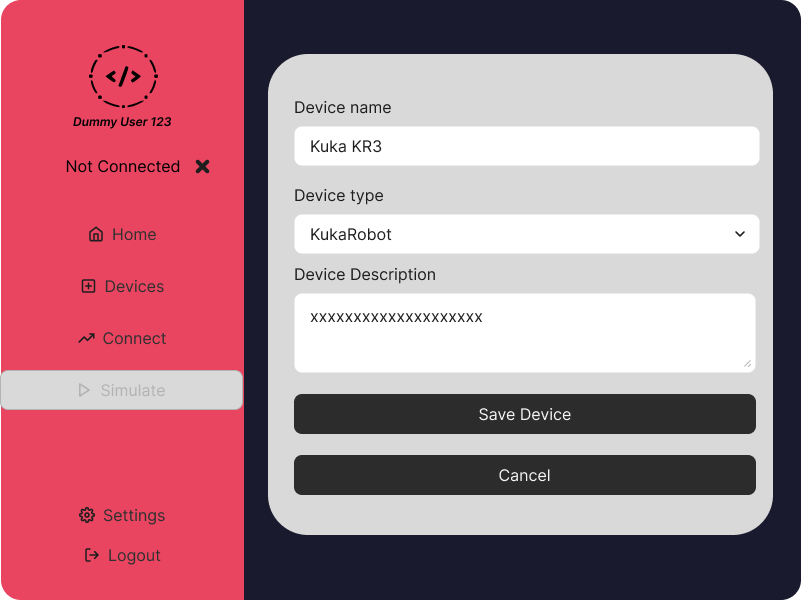 </>
Dummy User 123
Not Connected
Home
Devices
Connect
Simulate
Settings
Logout
Device name
Kuka KR3
Device type
KukaRobot
Device Description
xxxxxxxxxxxxxxxxxxxxx
Save Device
Cancel